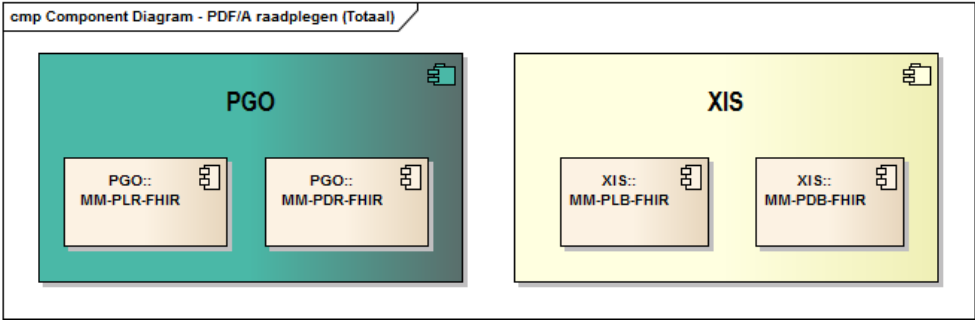 cmp Component Diagram - PDF/A raadplegen (Totaal)
PGO
PGO::
MM-PLR-FHIR
PGO::
MM-PDR-FHIR
XIS
XIS::
MM-PLB-FHIR
XIS::
MM-PDB-FHIR